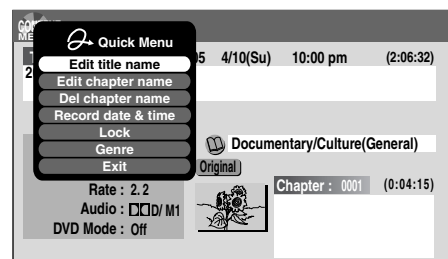 Quick Menu
Edit title name
Edit chapter name
Del chapter name
Record date & time
Lock
Genre
Exit
05 4/10(Su) 10:00 pm (2:06:32)
2
Documentary/Culture(General)
Original
Chapter : 0001 (0:04:15)
Rate : 2.2
Audio : D/M1
DVD Mode : Off